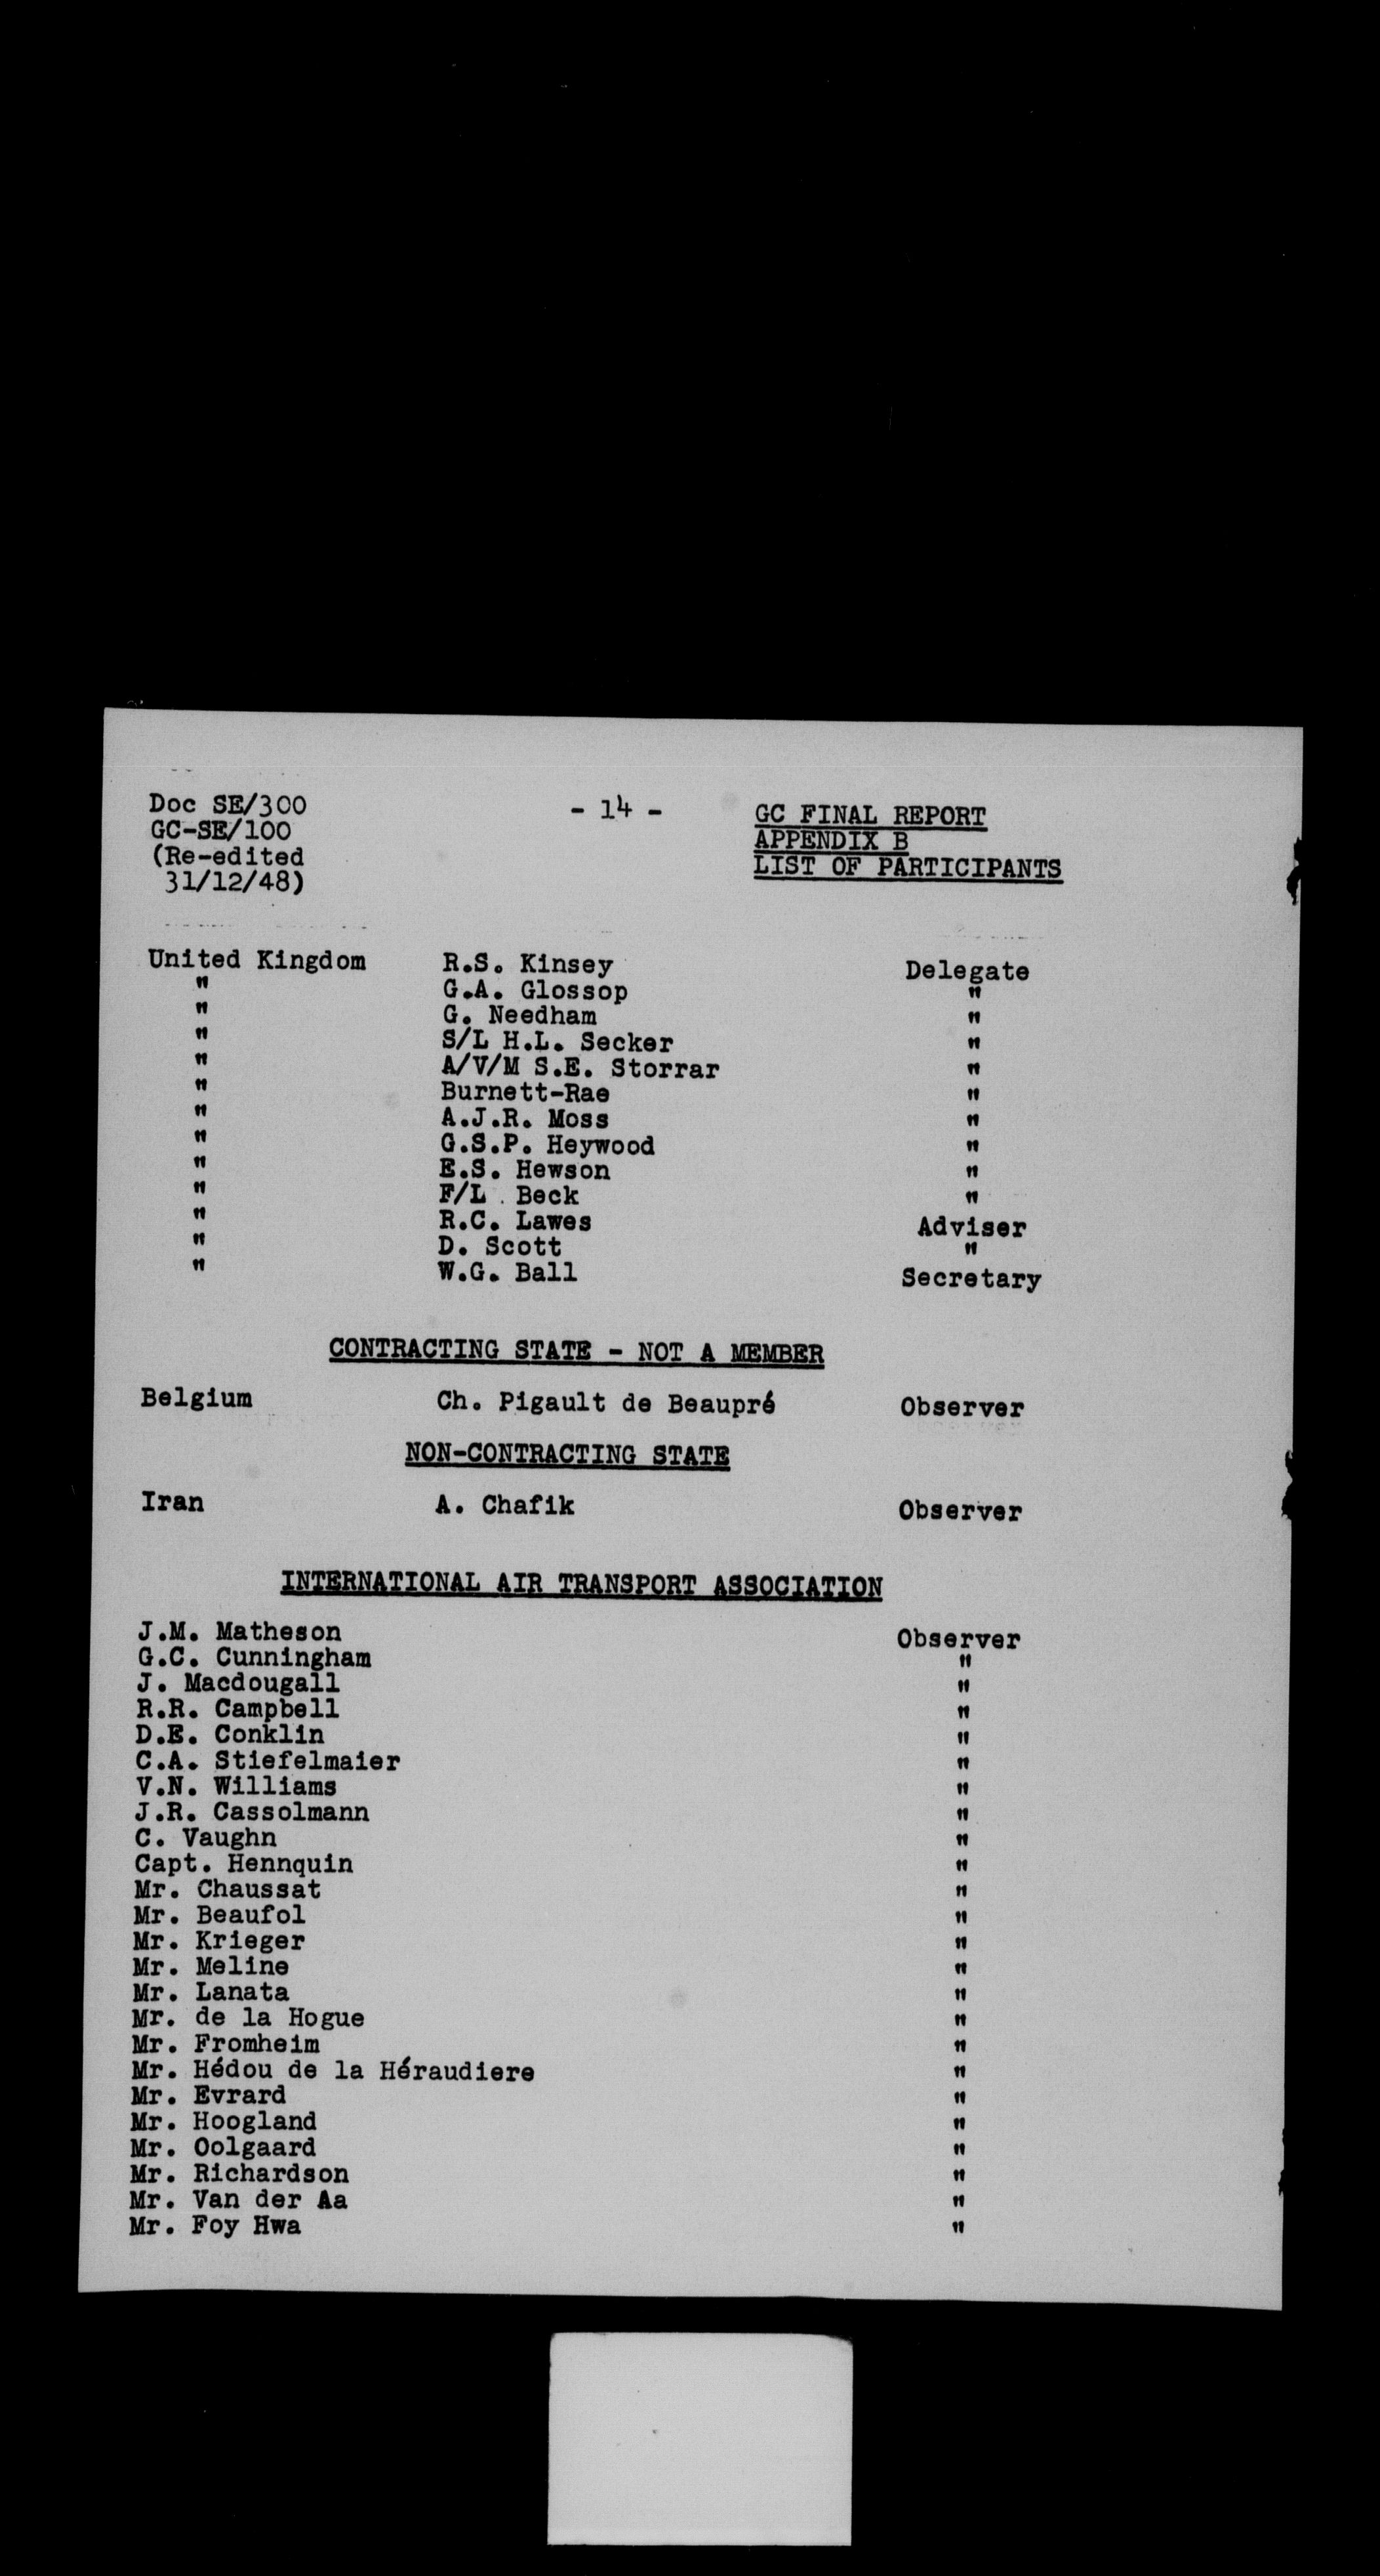 Doc SE/300
GC-SE/100
(Re-edited
31/12/48)
- 14 -
GC FINAL REPORT
APPENDIX B
LIST OF PARTICIPANTS
United Kingdom R.S. Kinsey Delegate
" G.A. Glossop "
" G. Needham "
" S/L H.L. Secker "
" A/V/M S.E. Storrar "
" Burnett-Rae "
" A.J.R. Moss "
" G.S.P. Heywood "
" E.S. Hewson "
" F/L . Beck "
" R.C. Lawes Adviser
" D. Scott "
" W.G. Ball Secretary
CONTRACTING STATE - NOT A MEMBER
Belgium Ch. Pigault de Beaupré Observer
NON-CONTRACTING STATE
Iran A. Chafik Observer
INTERNATIONAL AIR TRANSPORT ASSOCIATION
J.M. Matheson Observer
G.C. Cunningham "
J. Macdougall "
R.R. Campbell "
D.E. Conklin "
C.A. Stiefelmaier "
V.N. Williams "
J.R. Cassolmann "
C. Vaughn "
Capt. Hennquin "
Mr. Chaussat "
Mr. Beaufol "
Mr. Krieger "
Mr. Meline "
Mr. Lanata "
Mr. de la Hogue "
Mr. Fromheim "
Mr. Hédou de la Héraudiere "
Mr. Evrard "
Mr. Hoogland "
Mr. Oolgaard "
Mr. Richardson "
Mr. Van der Aa "
Mr. Foy Hwa "